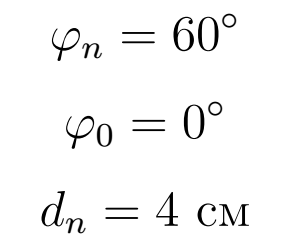 φₙ = 60°
φ₀ = 0°
dₙ = 4 см